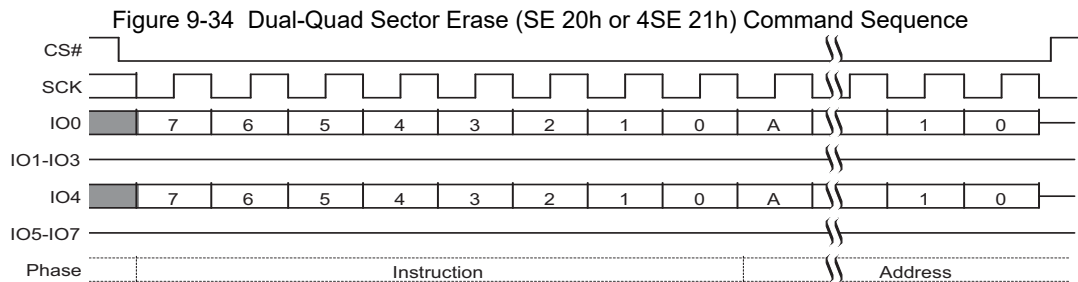 Figure 9-34 Dual-Quad Sector Erase (SE 20h or 4SE 21h) Command Sequence
CS#
SCK
IO0 7 6 5 4 3 2 1 0 A 1 0
IO1-IO3
IO4 7 6 5 4 3 2 1 0 A 1 0
IO5-IO7
Phase Instruction Address